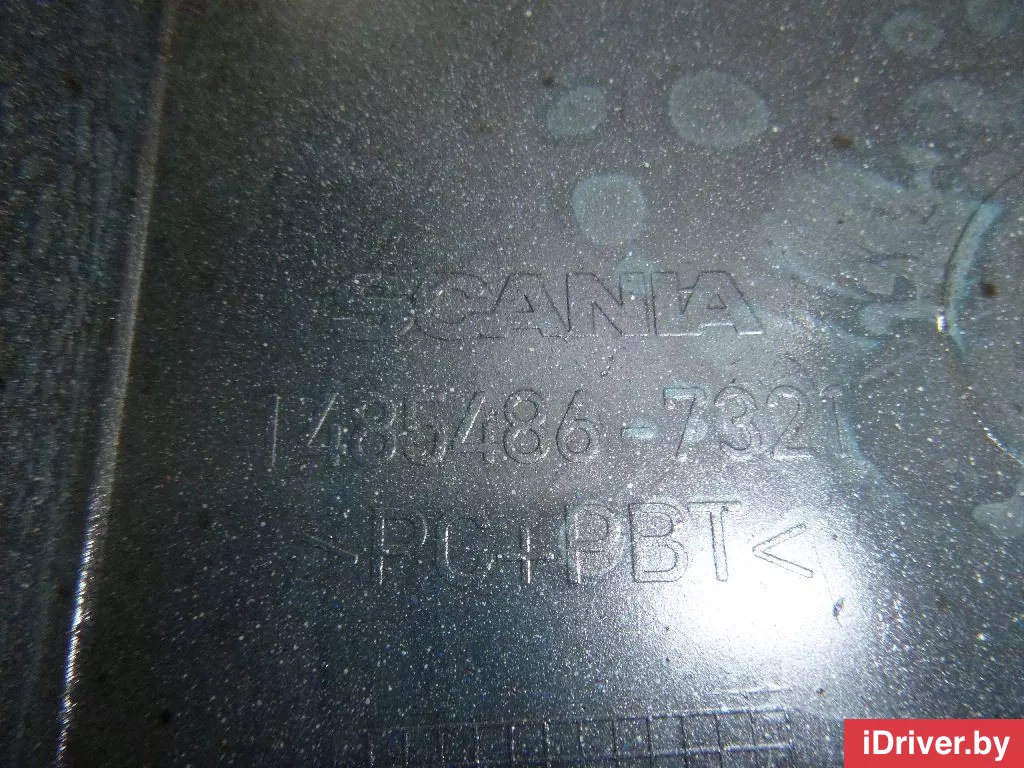 SCANIA
1485486-7321
>PC+PBT<
iDriver.by